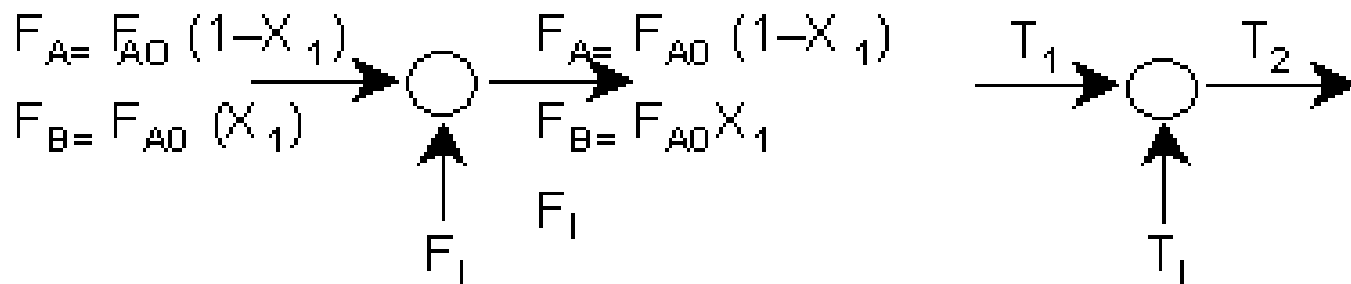 F_A= F_A0 (1–X_1)
F_B= F_A0 (X_1)
F_I
F_A= F_A0 (1–X_1)
F_B= F_A0X_1
F_I
T_1
T_2
T_I